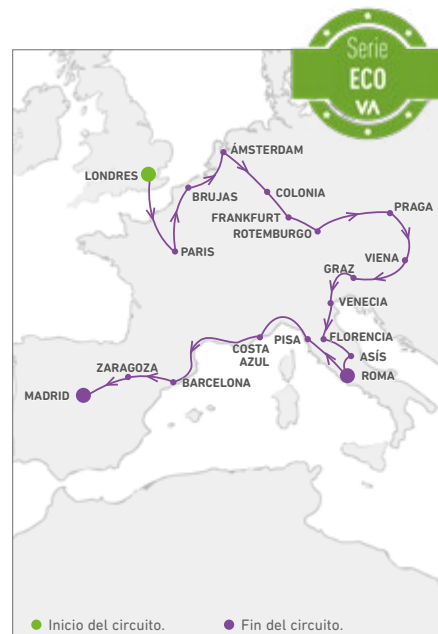 Serie
ECO
VA
ÁMSTERDAM
LONDRES
BRUJAS
COLONIA
PRAGA
FRANKFURT
ROTEMBURGO
PARIS
VIENA
GRAZ
VENECIA
FLORENCIA
PISA
COSTA
AZUL
ASÍS
ZARAGOZA
ROMA
BARCELONA
MADRID
Inicio del circuito.
Fin del circuito.